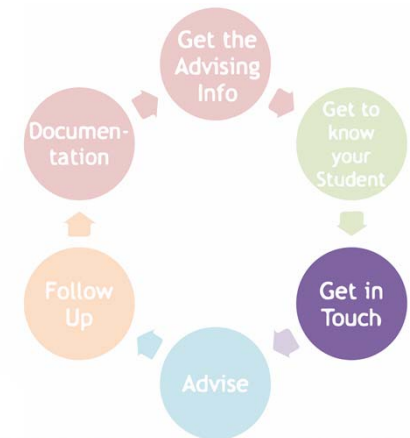 Get the
Advising
Info
Get to
know
your
Student
Get in
Touch
Advise
Follow
Up
Documen-
tation